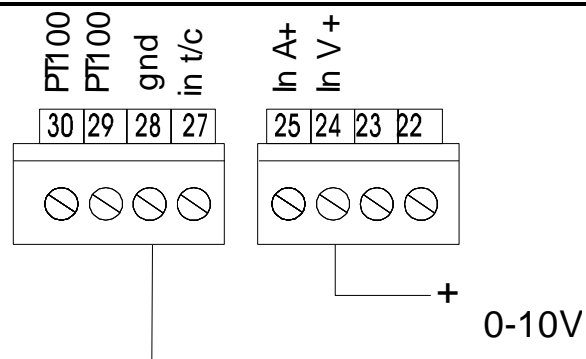 PT100 PT100 gnd in t/c In A+ In V+
30 29 28 27 25 24 23 22
+
0-10V